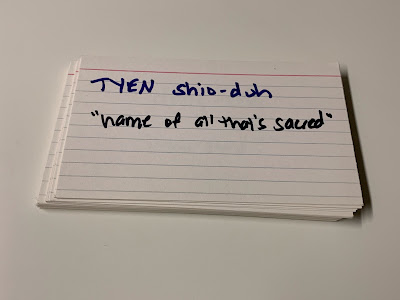 TYEN shio-duh
"name of all that's sacred"